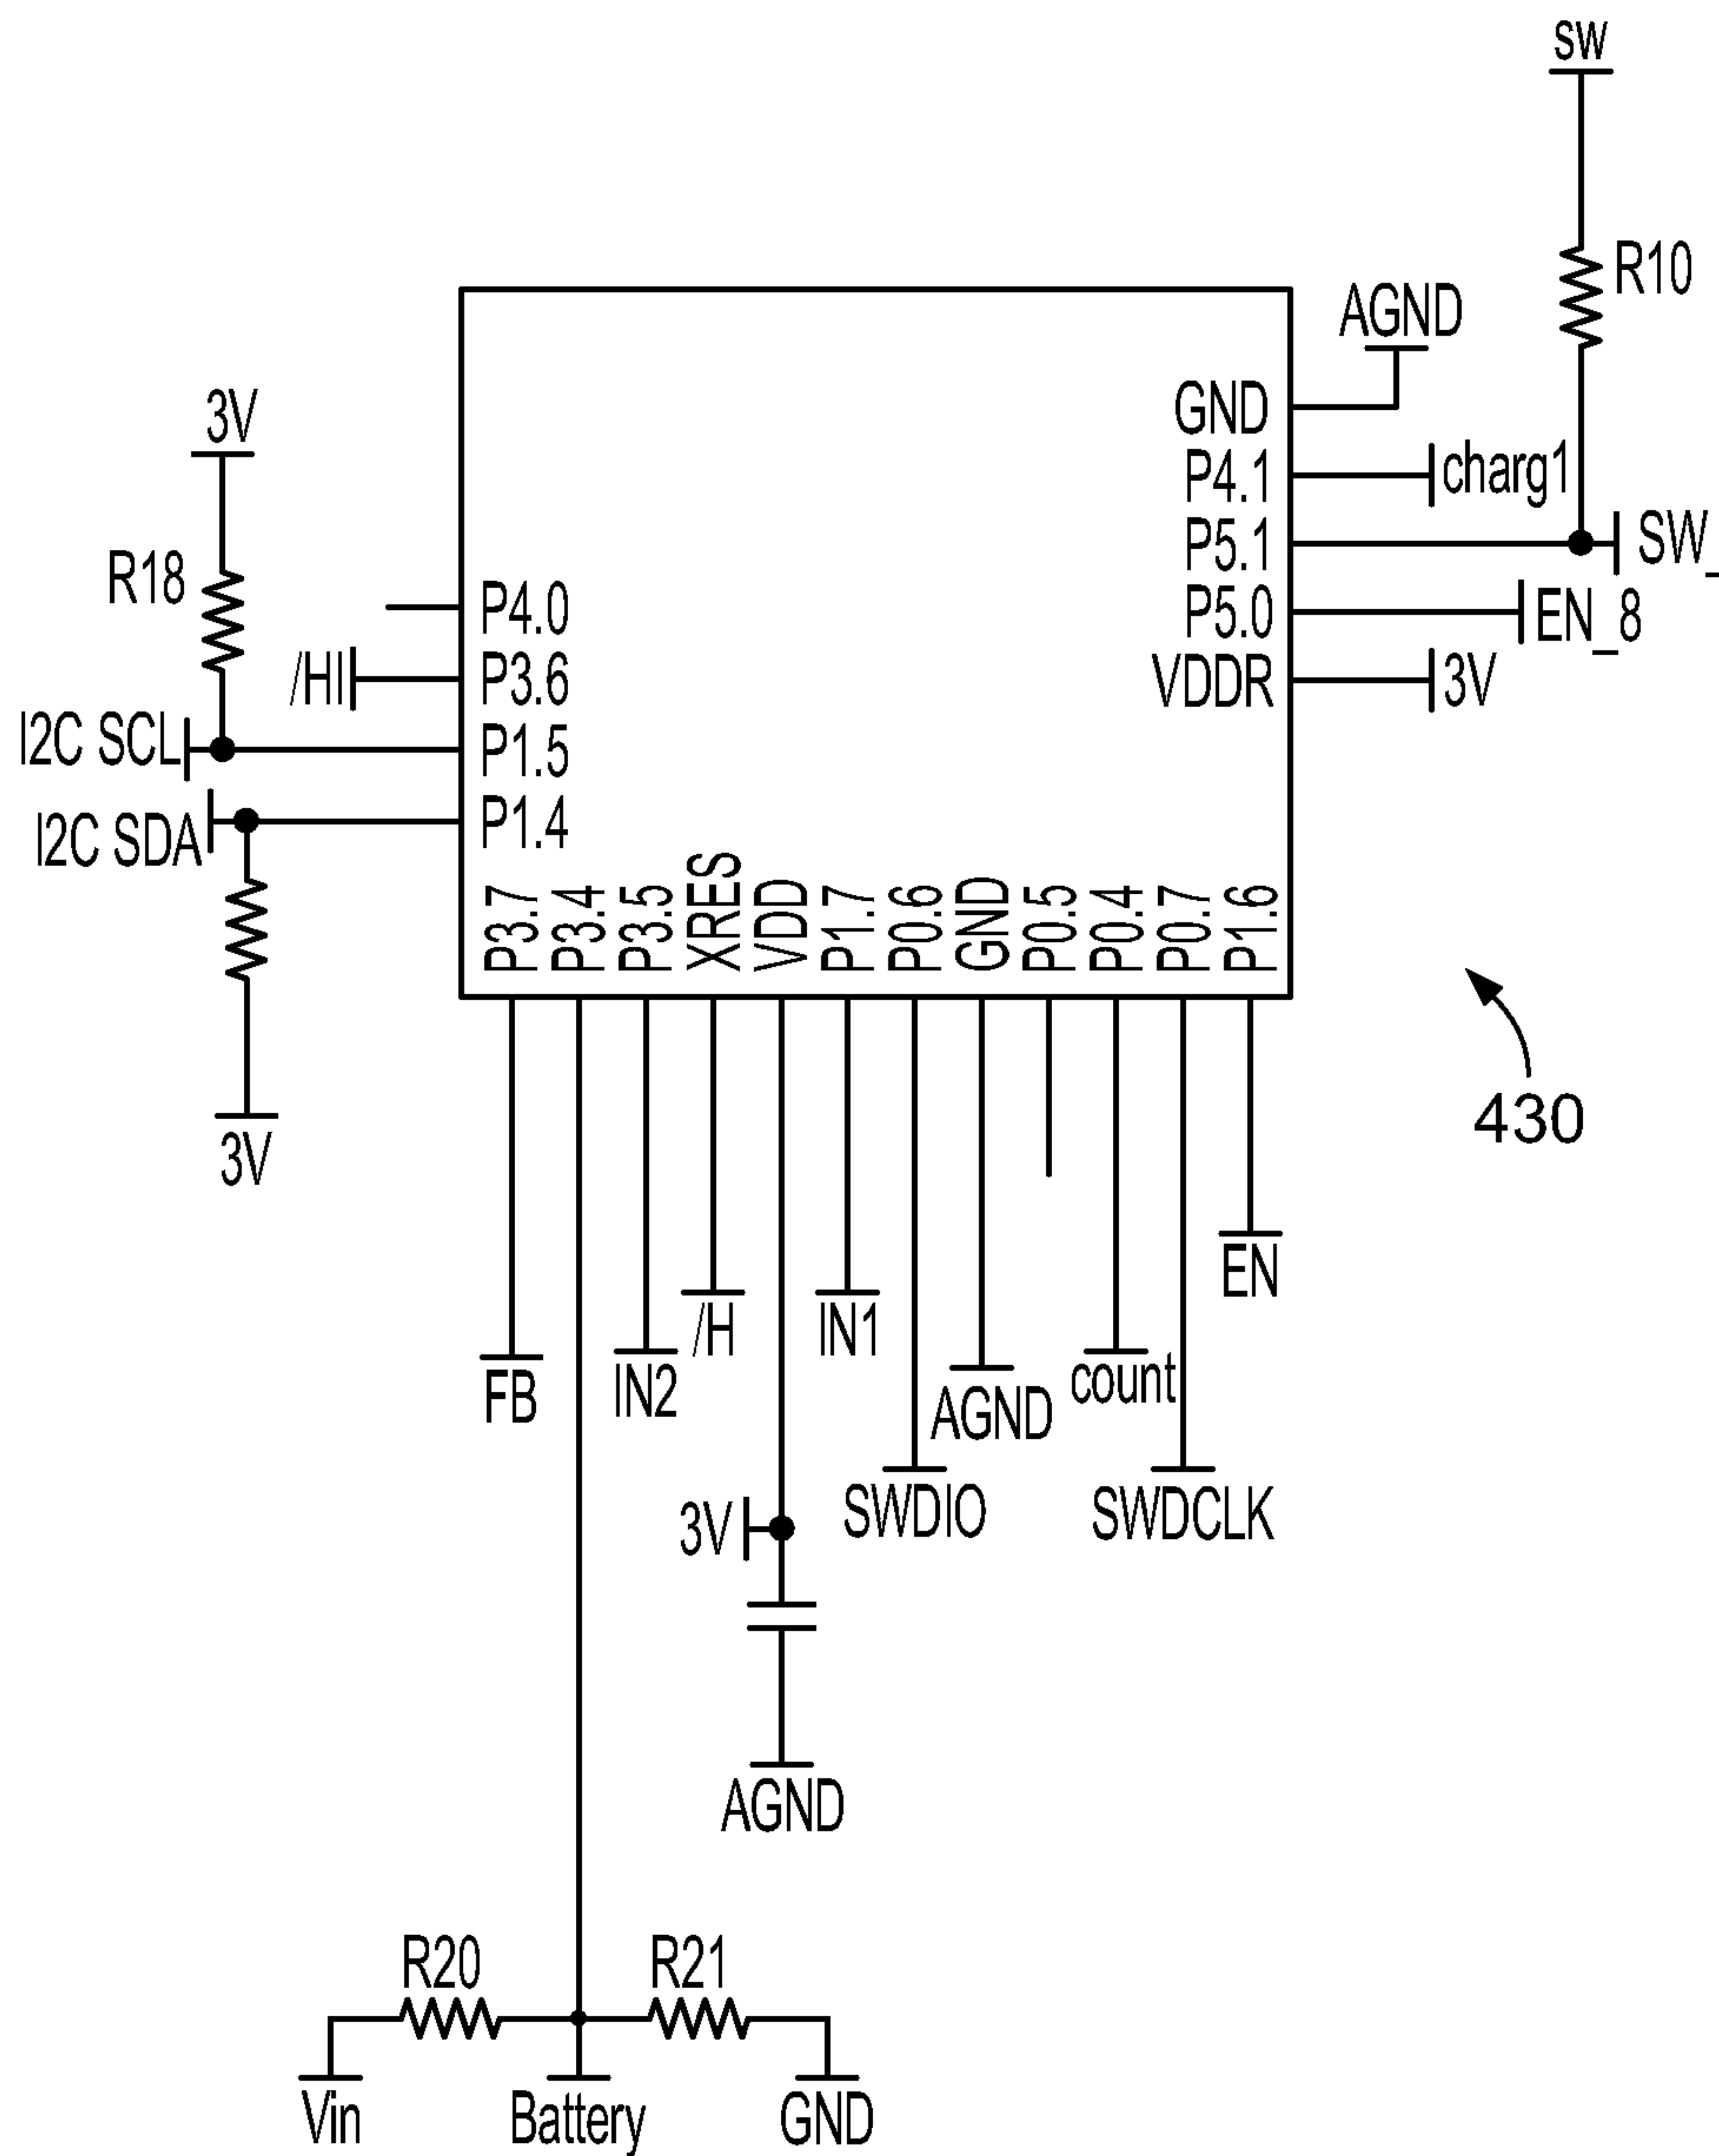 sw
R10
AGND
GND
3V
P4.1
charg1
P5.1
SW_
R18
P4.0
P5.0
EN_8
/HI
P3.6
VDDR
3V
I2C SCL
P1.5
I2C SDA
P1.4
P3.7
P3.4
P3.5
XRES
VDD
P1.7
P0.6
GND
P0.5
P0.4
P0.7
P1.6
430
3V
EN
/H
IN1
FB
IN2
AGND
count
3V
SWDIO
SWDCLK
AGND
R20
R21
Vin
Battery
GND